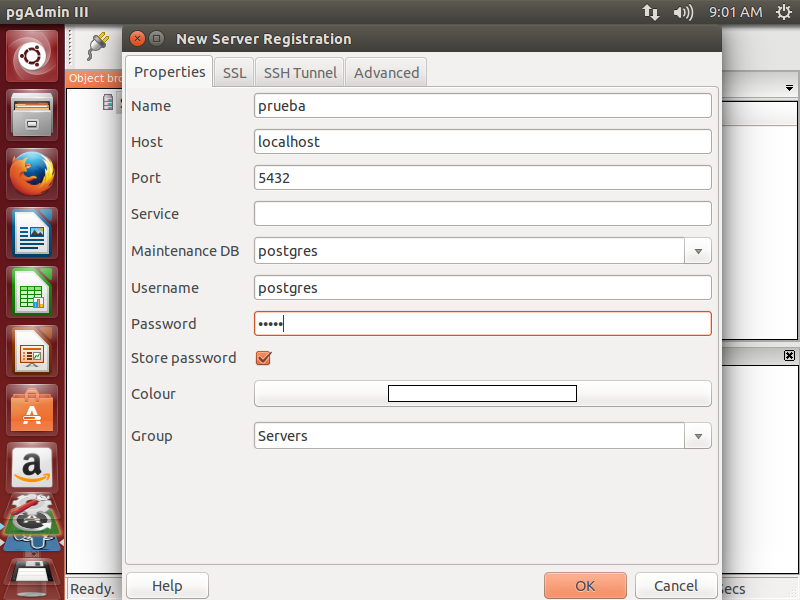 pgAdmin III
9:01 AM
New Server Registration
Object bro
Properties
SSL
SSH Tunnel
Advanced
Name
prueba
Host
localhost
Port
5432
Service
Maintenance DB
postgres
Username
postgres
Password
•••••
Store password
Colour
Group
Servers
Help
OK
Cancel
Ready.